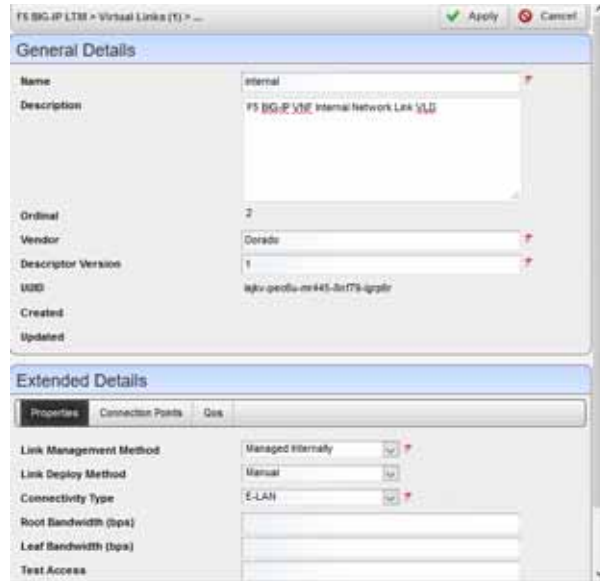 F5 BIG-IP LTM > Virtual Links (1) > ...
Apply
Cancel
General Details
Name
internal
Description
F5 BIG-IP VNF Internal Network Link VLD
Ordinal
2
Vendor
Dorado
Descriptor Version
1
UUID
Created
Updated
Extended Details
Properties
Connection Points
Qos
Link Management Method
Managed Internally
Link Deploy Method
Manual
Connectivity Type
E-LAN
Root Bandwidth (bps)
Leaf Bandwidth (bps)
Test Access